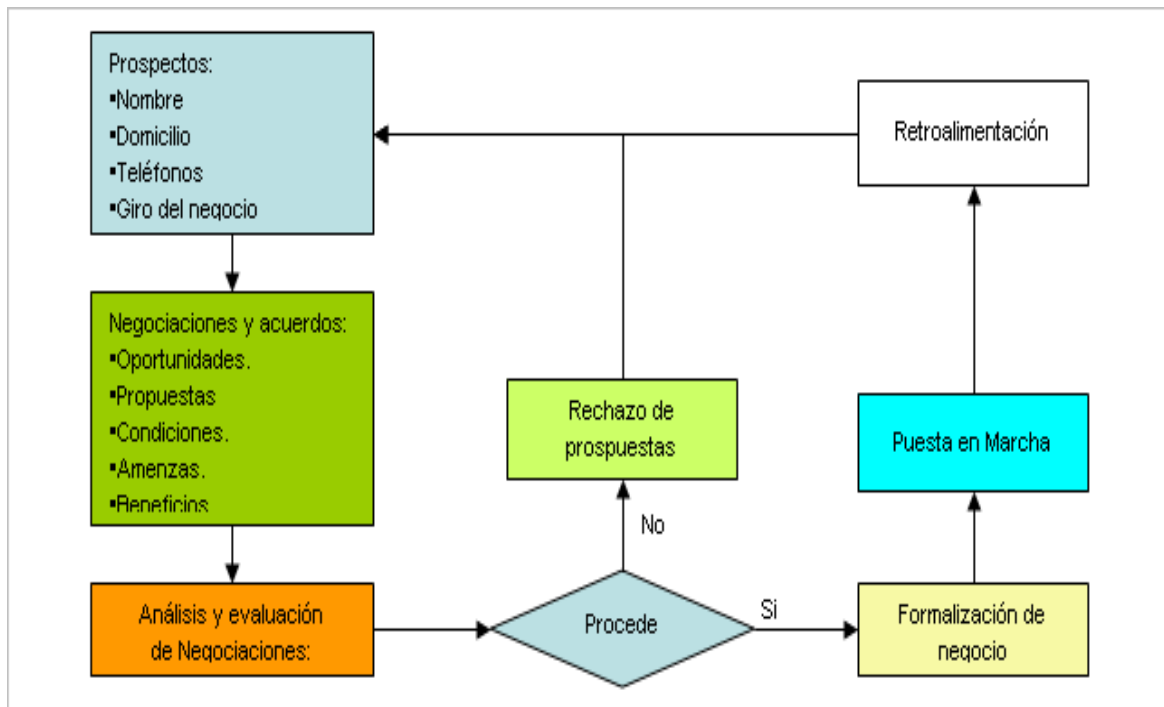 Prospectos:
▪Nombre
▪Domicilio
▪Teléfonos
▪Giro del negocio
Negociaciones y acuerdos:
▪Oportunidades.
▪Propuestas
▪Condiciones.
▪Amenzas.
▪Beneficios
Análisis y evaluación
de Negociaciones:
Procede
No
Rechazo de
prospuestas
Si
Formalización de
negocio
Puesta en Marcha
Retroalimentación